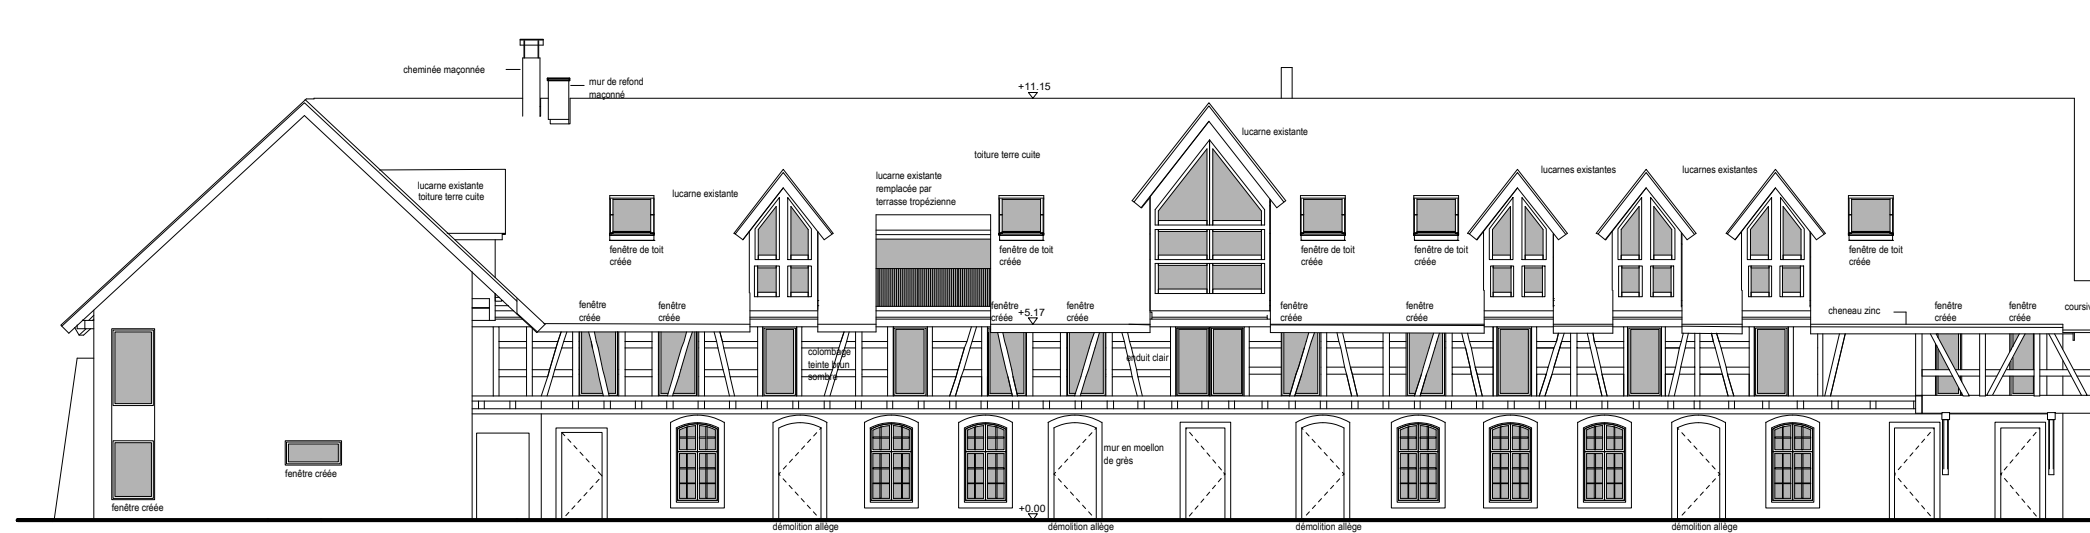 cheminée maçonnée
mur de refond
maçonné
+11.15
lucarne existante
toiture terre cuite
lucarne existante
toiture terre cuite
lucarne existante
lucarne existante
remplacée par
terrasse tropézienne
lucarnes existantes
lucarnes existantes
fenêtre de toit
créée
fenêtre de toit
créée
fenêtre de toit
créée
fenêtre de toit
créée
fenêtre de toit
créée
fenêtre
créée
fenêtre
créée
fenêtre
créée
+5.17
fenêtre
créée
fenêtre
créée
fenêtre
créée
cheneau zinc
fenêtre
créée
fenêtre
créée
coursiv
colombage
teinte brun
sombre
enduit clair
mur en moellon
de grès
fenêtre créée
fenêtre créée
+0.00
démolition allège
démolition allège
démolition allège
démolition allège